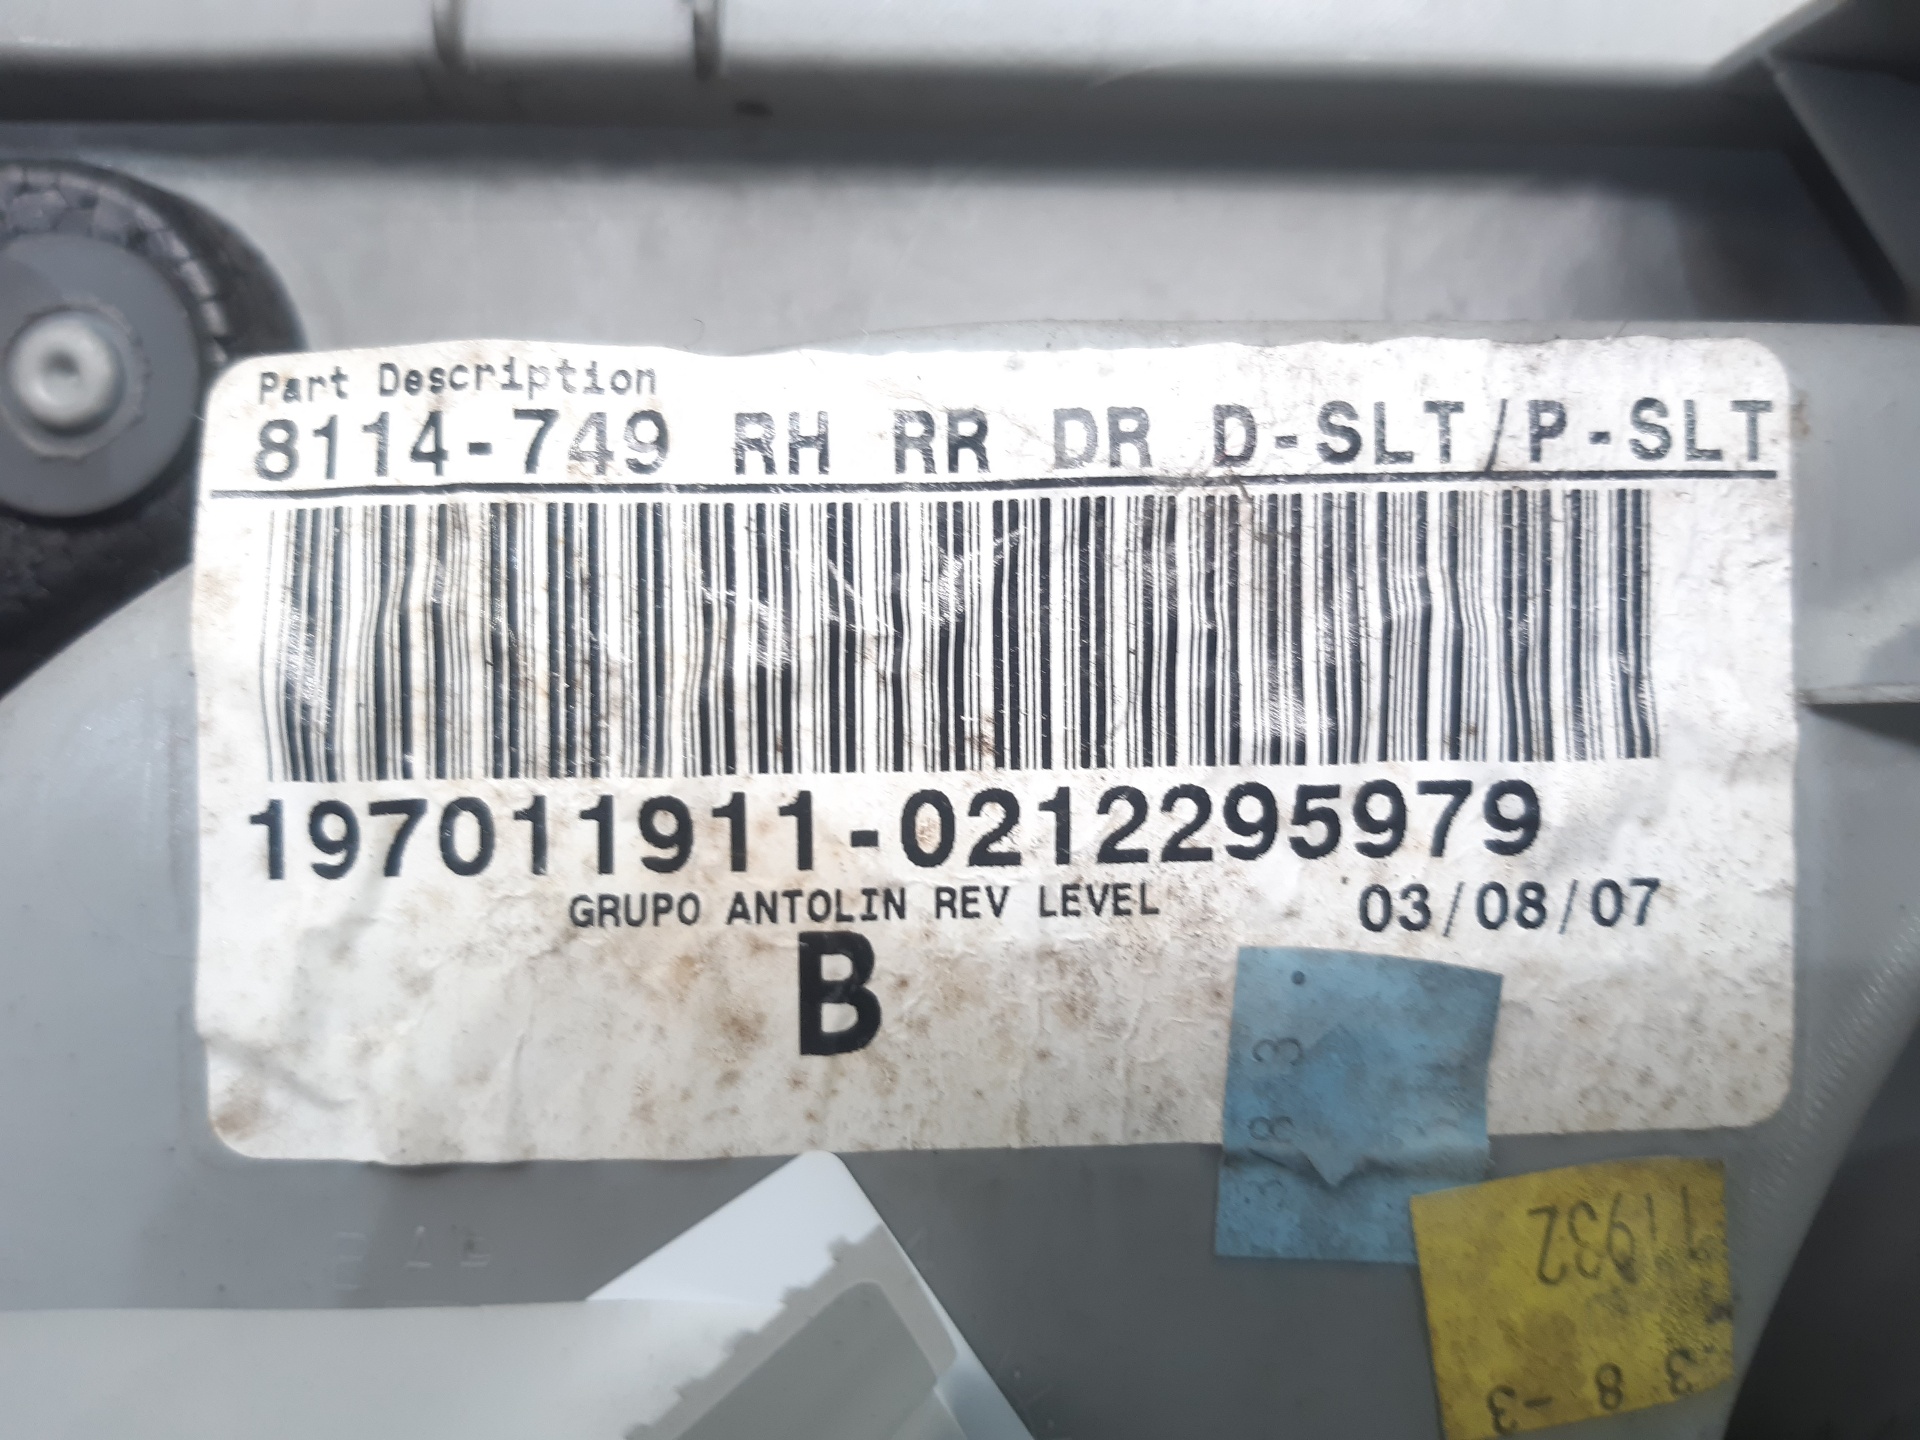 Part Description
8114-749 RH RR DR D-SLT/P-SLT
197011911-0212295979
GRUPO ANTOLIN REV LEVEL 03/08/07
B
383
11932
3 8 -3